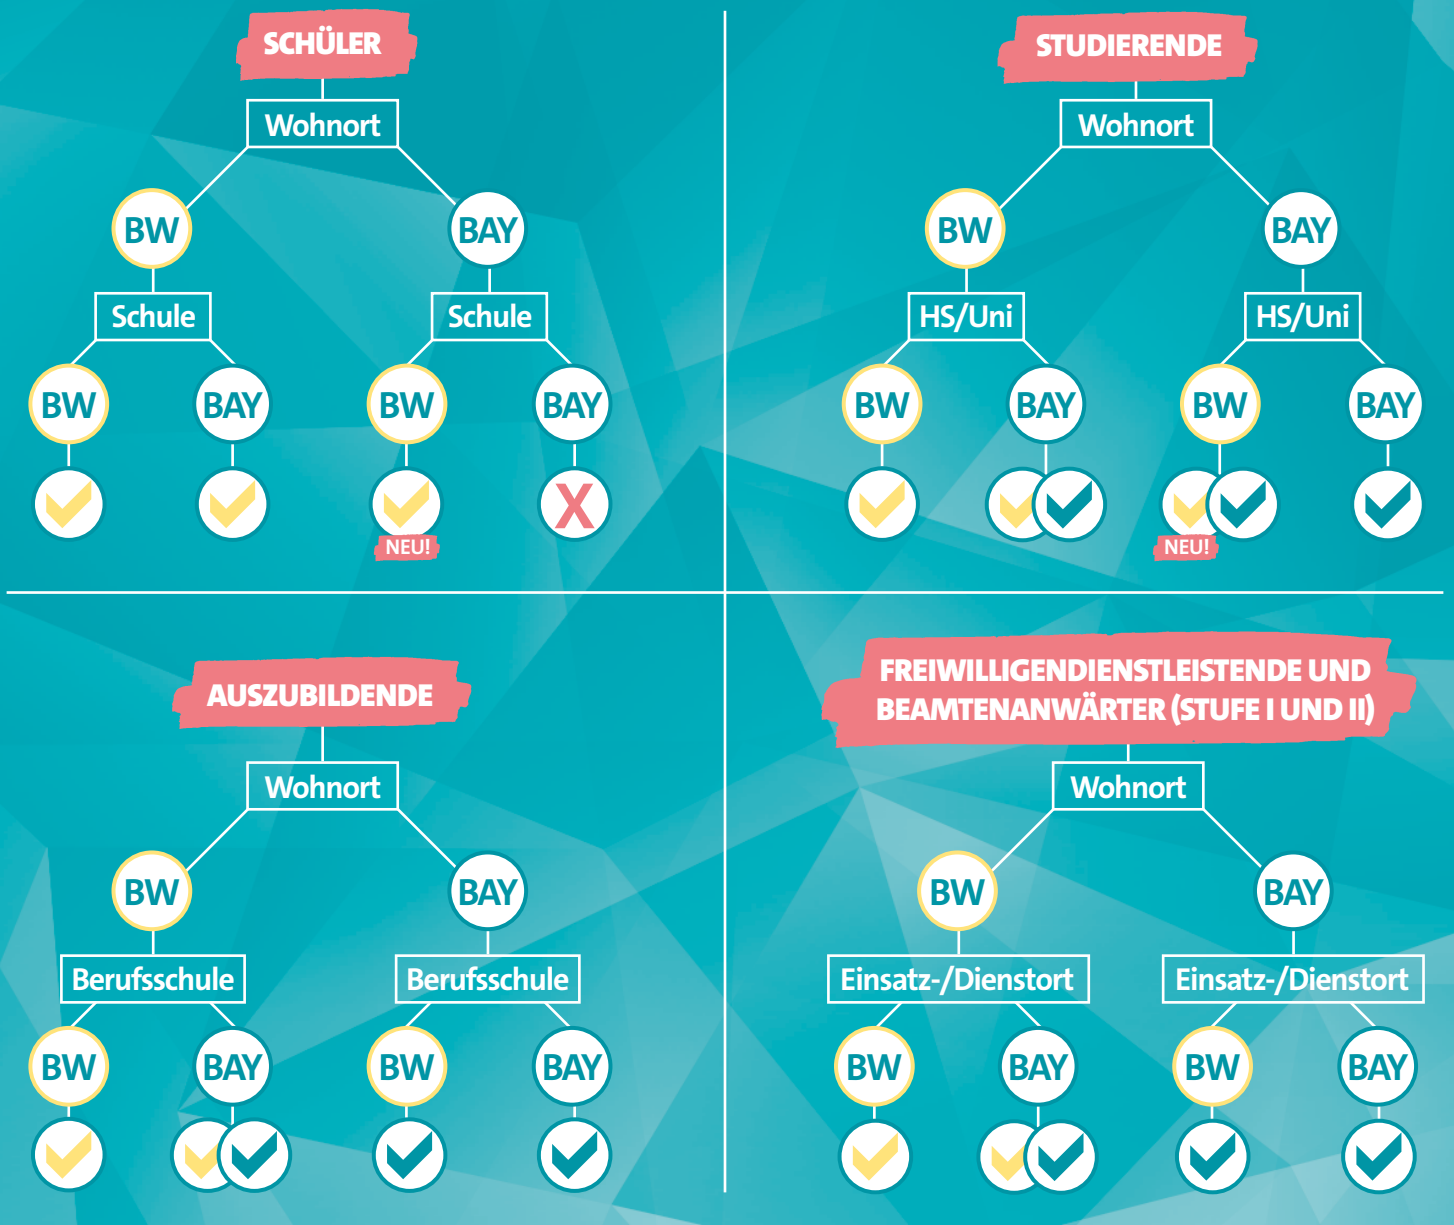 SCHÜLER
Wohnort
BW
BAY
Schule
Schule
BW
BAY
BW
BAY
X
NEU!
STUDIERENDE
Wohnort
BW
BAY
HS/Uni
HS/Uni
BW
BAY
BW
BAY
NEU!
AUSZUBILDENDE
Wohnort
BW
BAY
Berufsschule
Berufsschule
BW
BAY
BW
BAY
FREIWILLIGENDIENSTLEISTENDE UND
BEAMTENANWÄRTER (STUFE I UND II)
Wohnort
BW
BAY
Einsatz-/Dienstort
Einsatz-/Dienstort
BW
BAY
BW
BAY